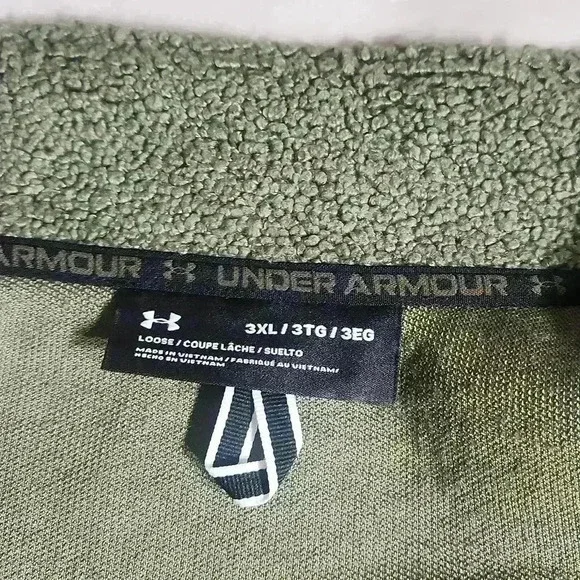 ARMOUR UNDER ARMOUR
3XL / 3TG / 3EG
LOOSE / COUPE LÂCHE / SUELTO
MADE IN VIETNAM / FABRIQUÉ AU VIETNAM/
HECHO EN VIETNAM